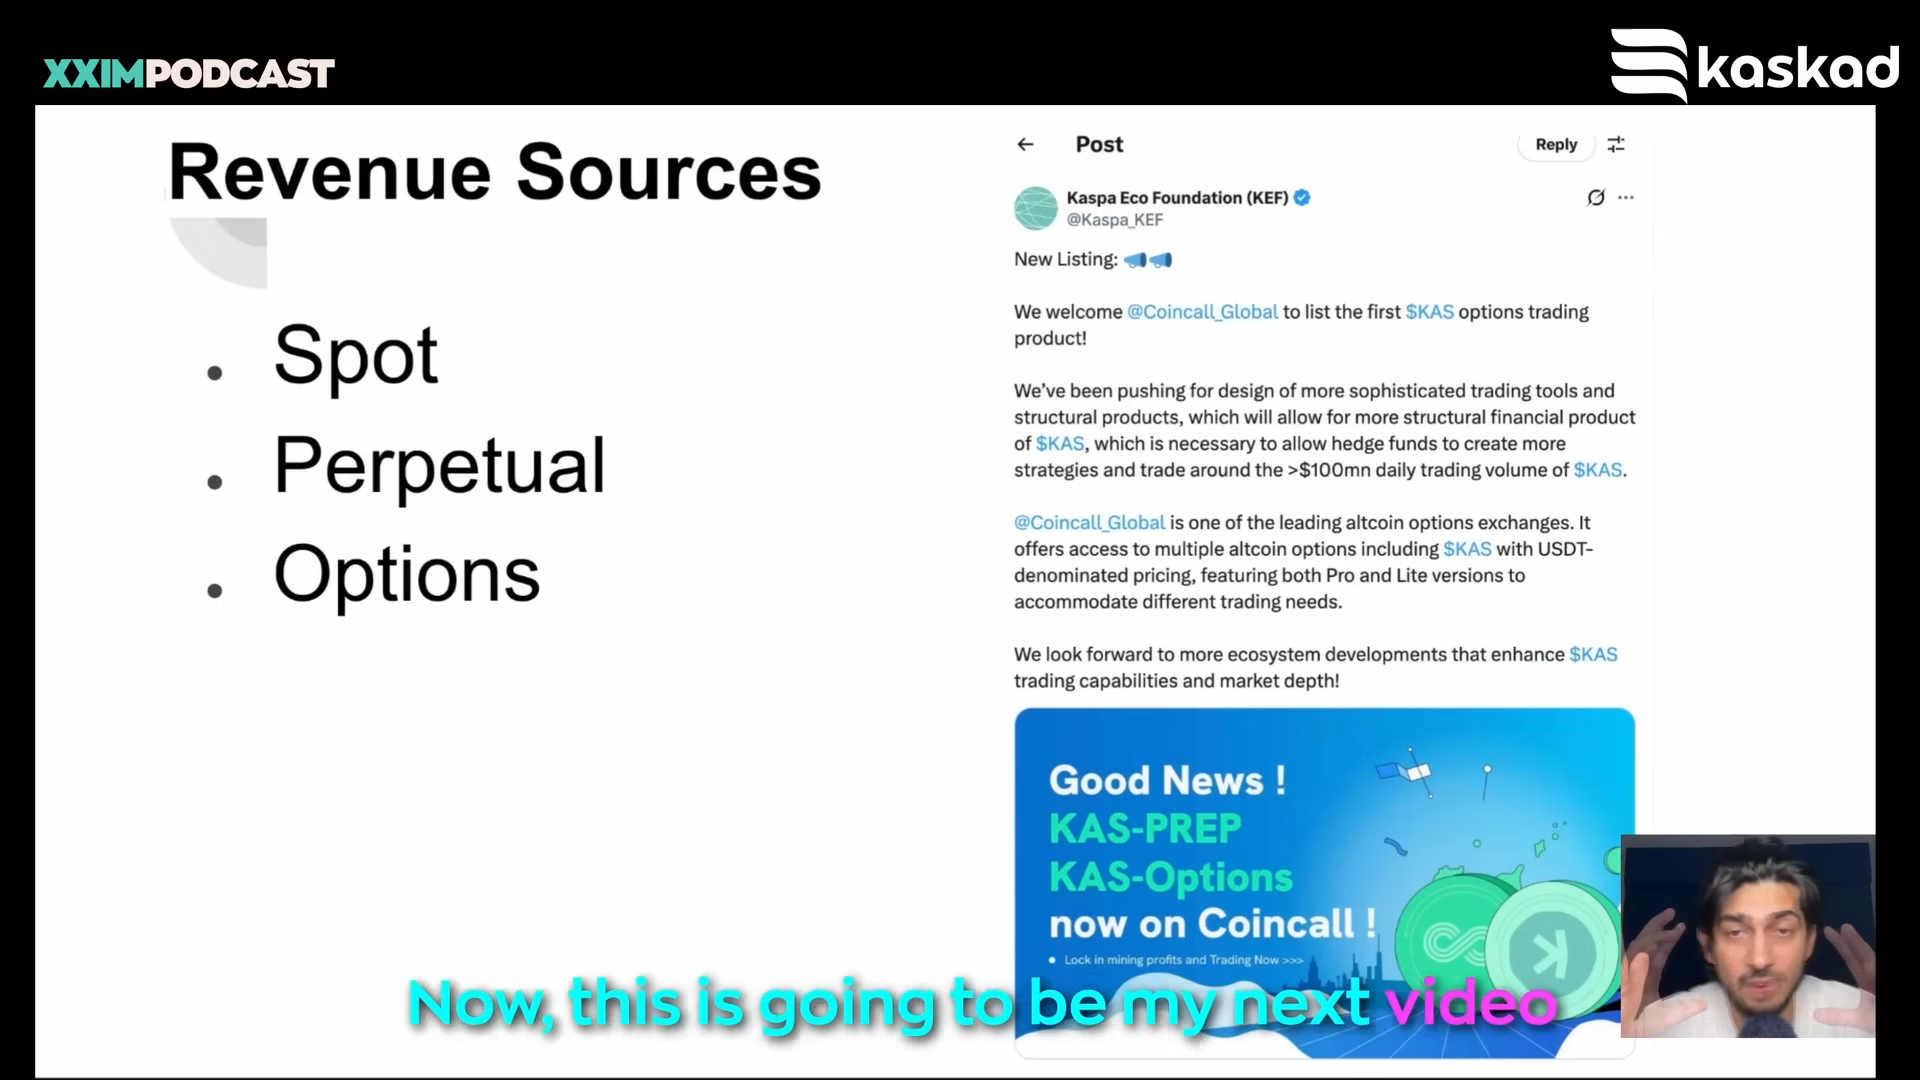 XXIMPODCAST
kaskad
Revenue Sources
Spot
Perpetual
Options
Post
Reply
Kaspa Eco Foundation (KEF)
@Kaspa_KEF
New Listing:
We welcome @Coincall_Global to list the first $KAS options trading
product!
We've been pushing for design of more sophisticated trading tools and
structural products, which will allow for more structural financial product
of $KAS, which is necessary to allow hedge funds to create more
strategies and trade around the >$100mn daily trading volume of $KAS.
@Coincall_Global is one of the leading altcoin options exchanges. It
offers access to multiple altcoin options including $KAS with USDT-
denominated pricing, featuring both Pro and Lite versions to
accommodate different trading needs.
We look forward to more ecosystem developments that enhance $KAS
trading capabilities and market depth!
Good News !
KAS-PREP
KAS-Options
now on Coincall !
Lock in mining profits and Trading Now >>>
Now, this is going to be my next video